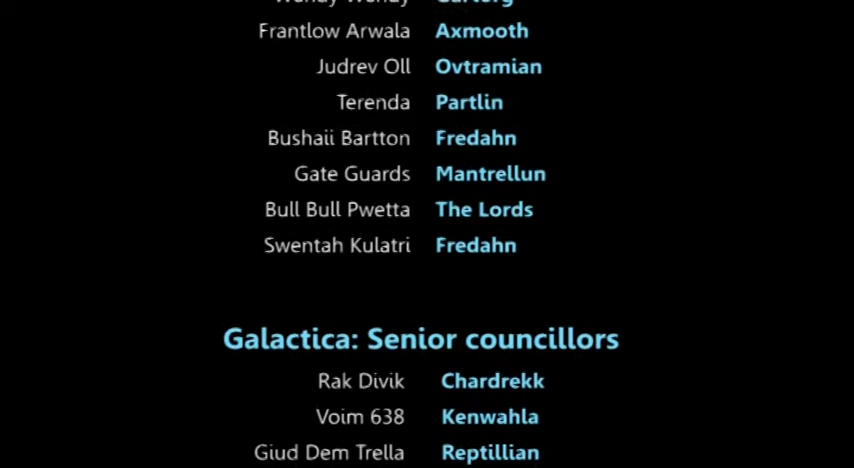 Frantlow Arwala Axmooth
Judrev Oll Ovtramian
Terenda Partlin
Bushaii Bartton Fredahn
Gate Guards Mantrellun
Bull Bull Pwetta The Lords
Swentah Kulatri Fredahn
Galactica: Senior councillors
Rak Divik Chardrekk
Voim 638 Kenwahla
Giud Dem Trella Reptillian